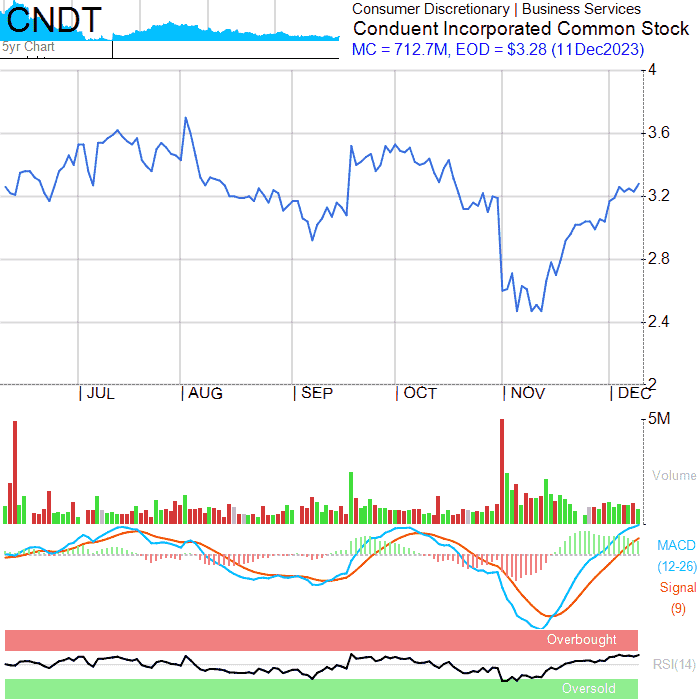 CNDT
5yr Chart
Consumer Discretionary | Business Services
Conduent Incorporated Common Stock
MC = 712.7M, EOD = $3.28 (11Dec2023)
4
3.6
3.2
2.8
2.4
2
JUL AUG SEP OCT NOV DEC
5M
Volume
MACD
(12-26)
Signal
(9)
Overbought
RSI(14)
Oversold